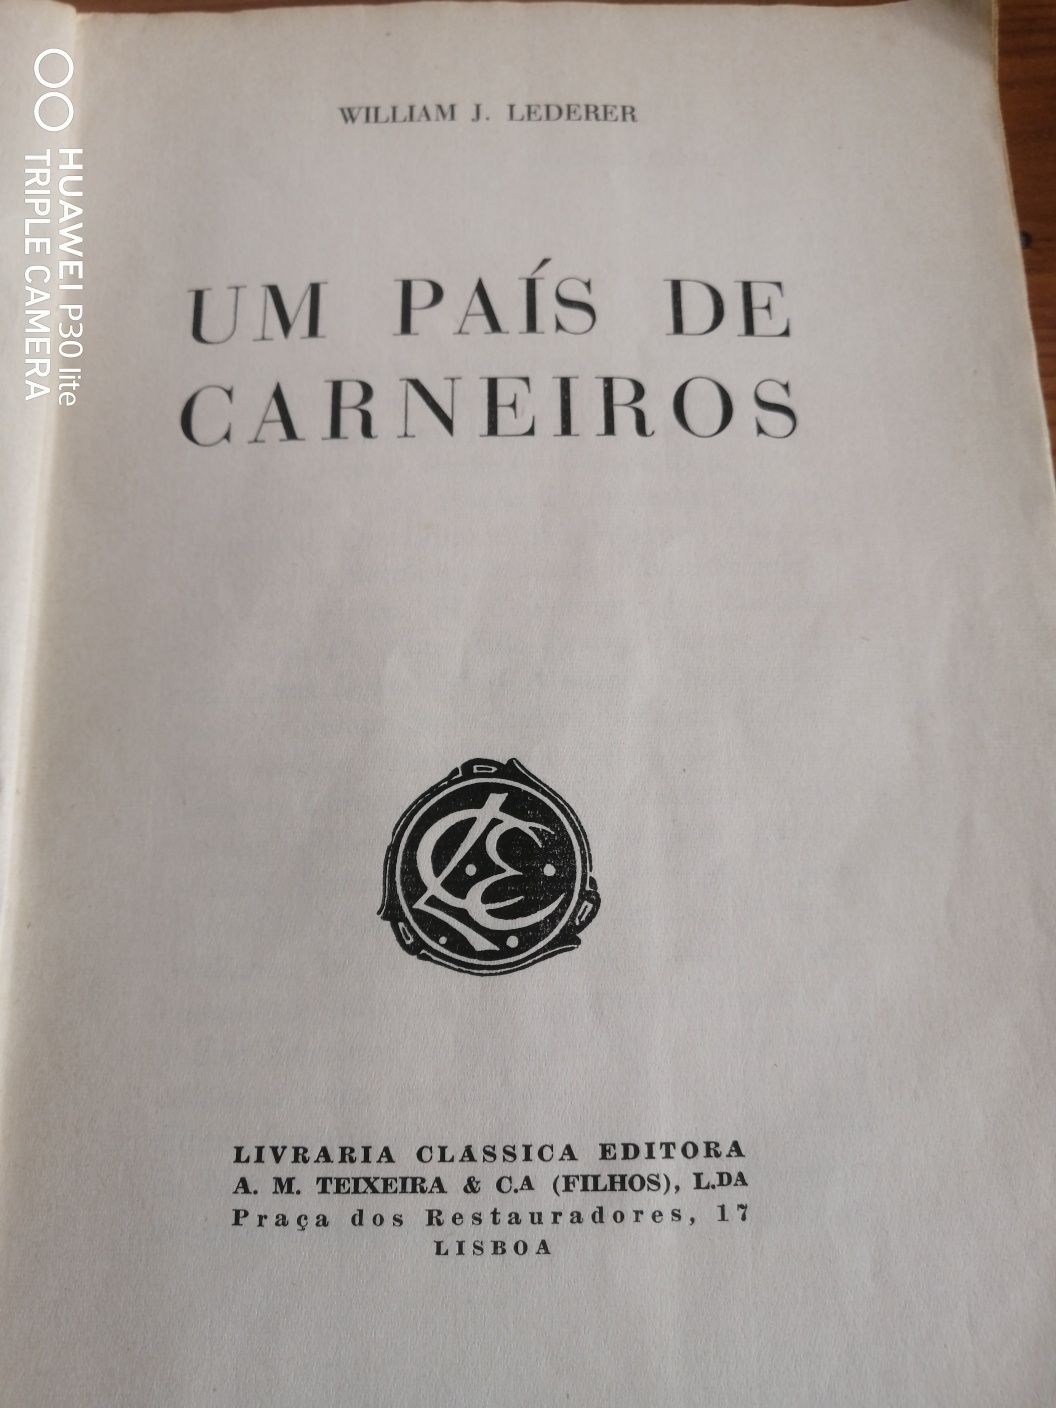 WILLIAM J. LEDERER
UM PAÍS DE
CARNEIROS
LIVRARIA CLASSICA EDITORA
A. M. TEIXEIRA & C.A (FILHOS), L.DA
Praça dos Restauradores, 17
LISBOA
HUAWEI P30 lite
TRIPLE CAMERA